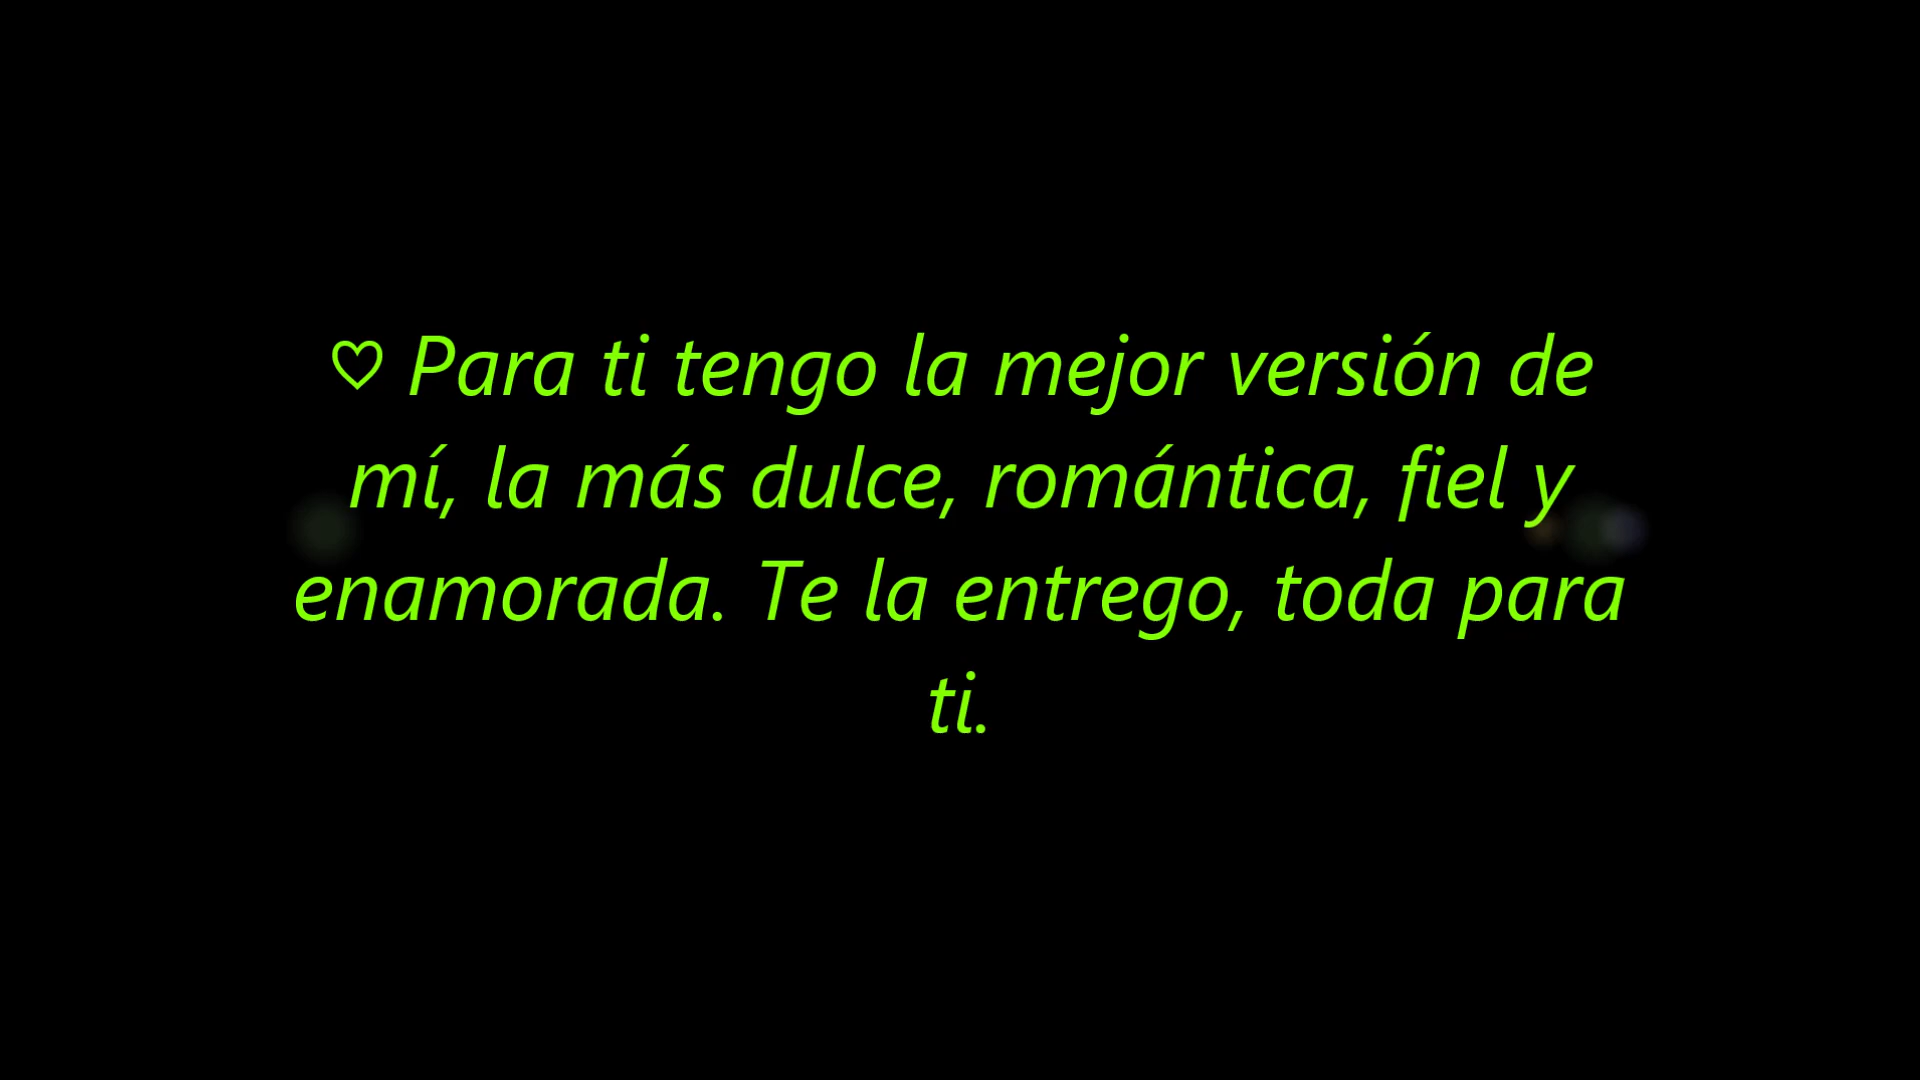 ♡ Para ti tengo la mejor versión de
mí, la más dulce, romántica, fiel y
enamorada. Te la entrego, toda para
ti.